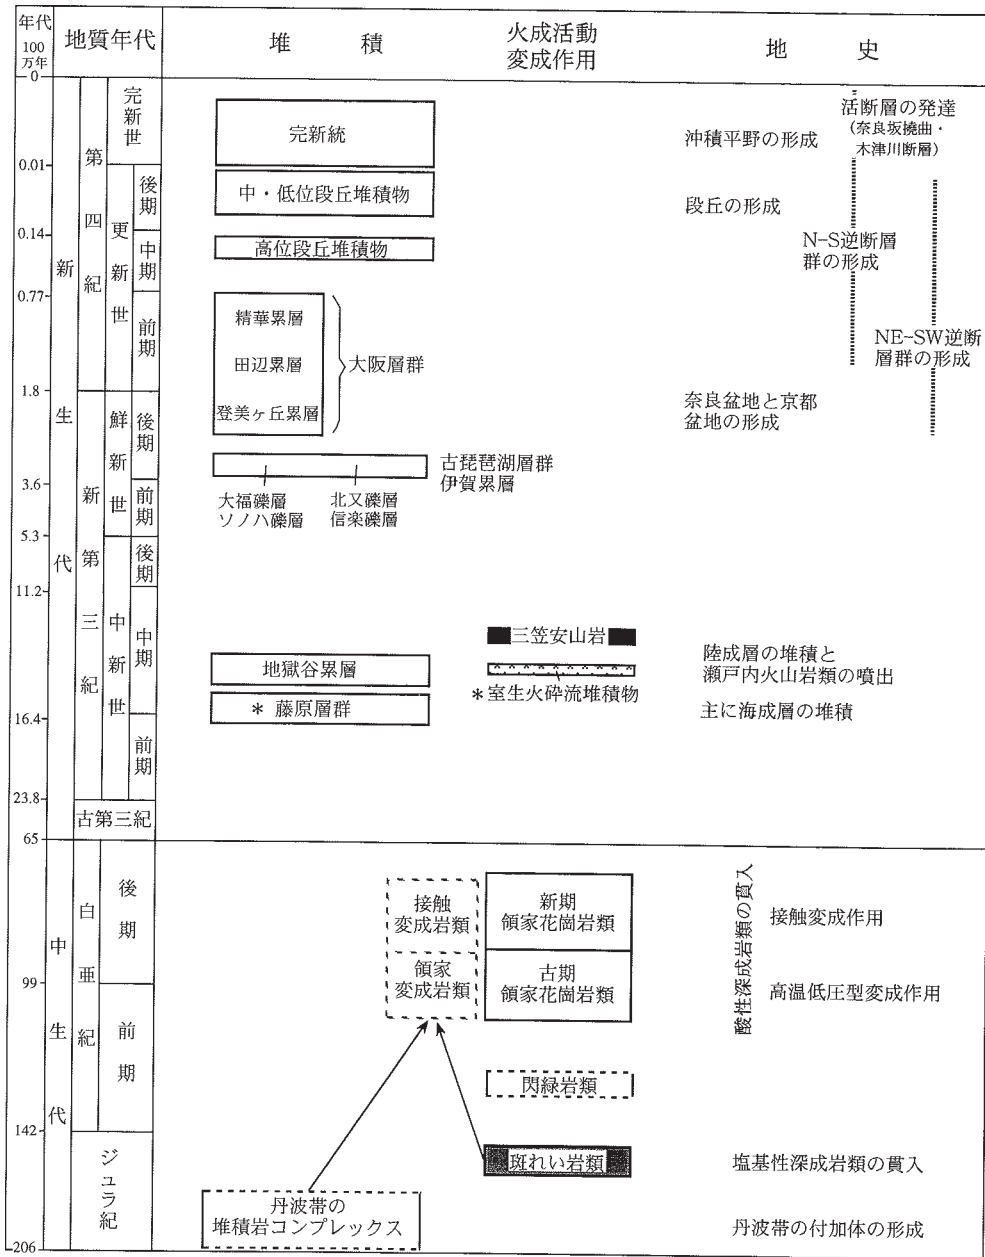 年代
100
万年
地質年代
堆積
火成活動
変成作用
地史
0
0.01
0.14
0.77
1.8
3.6
5.3
11.2
16.4
23.8
65
99
142
206
新生代
中生代
第四紀
新第三紀
古第三紀
白亜紀
ジュラ紀
完新世
更新世
鮮新世
中新世
後期
中期
前期
後期
前期
後期
中期
前期
後期
前期
完新統
中・低位段丘堆積物
高位段丘堆積物
精華累層
田辺累層
登美ヶ丘累層
大阪層群
古琵琶湖層群
伊賀累層
大福礫層
ソノハ礫層
北又礫層
信楽礫層
地獄谷累層
* 藤原層群
三笠安山岩
*室生火砕流堆積物
接触
変成岩類
領家
変成岩類
新期
領家花崗岩類
古期
領家花崗岩類
閃緑岩類
斑れい岩類
丹波帯の
堆積岩コンプレックス
沖積平野の形成
活断層の発達
(奈良坂撓曲・
木津川断層)
段丘の形成
N-S逆断層
群の形成
NE-SW逆断
層群の形成
奈良盆地と京都
盆地の形成
陸成層の堆積と
瀬戸内火山岩類の噴出
主に海成層の堆積
酸性深成岩類の貫入
接触変成作用
高温低圧型変成作用
塩基性深成岩類の貫入
丹波帯の付加体の形成